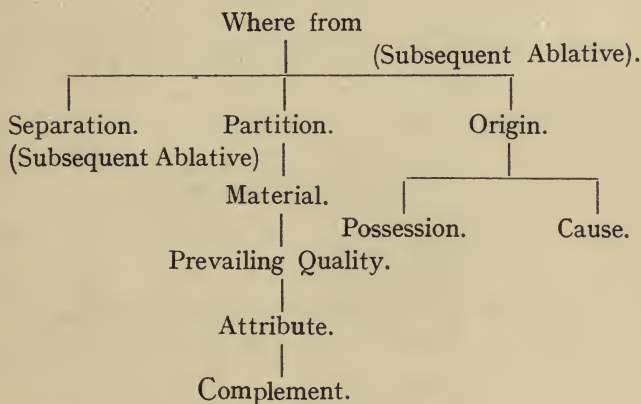 Where from
(Subsequent Ablative).
Separation. Partition. Origin.
(Subsequent Ablative)
Material.
Possession. Cause.
Prevailing Quality.
Attribute.
Complement.